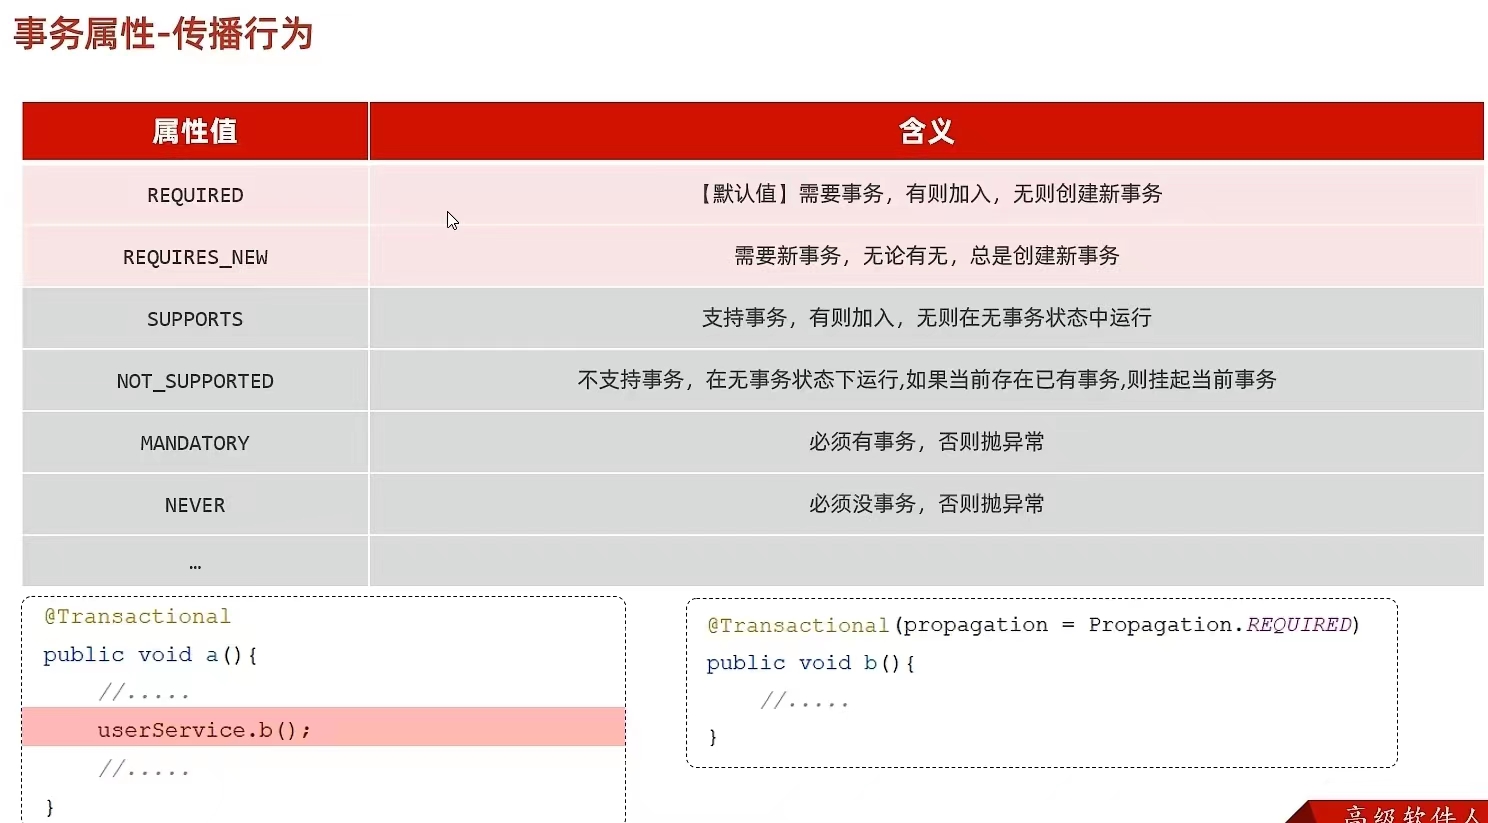 事务属性-传播行为
属性值 含义
REQUIRED 【默认值】需要事务，有则加入，无则创建新事务
REQUIRES_NEW 需要新事务，无论有无，总是创建新事务
SUPPORTS 支持事务，有则加入，无则在无事务状态中运行
NOT_SUPPORTED 不支持事务，在无事务状态下运行,如果当前存在已有事务,则挂起当前事务
MANDATORY 必须有事务，否则抛异常
NEVER 必须没事务，否则抛异常
…
@Transactional
public void a(){
//.....
userService.b();
//.....
}
@Transactional(propagation = Propagation.REQUIRED)
public void b(){
//.....
}
高级软件人